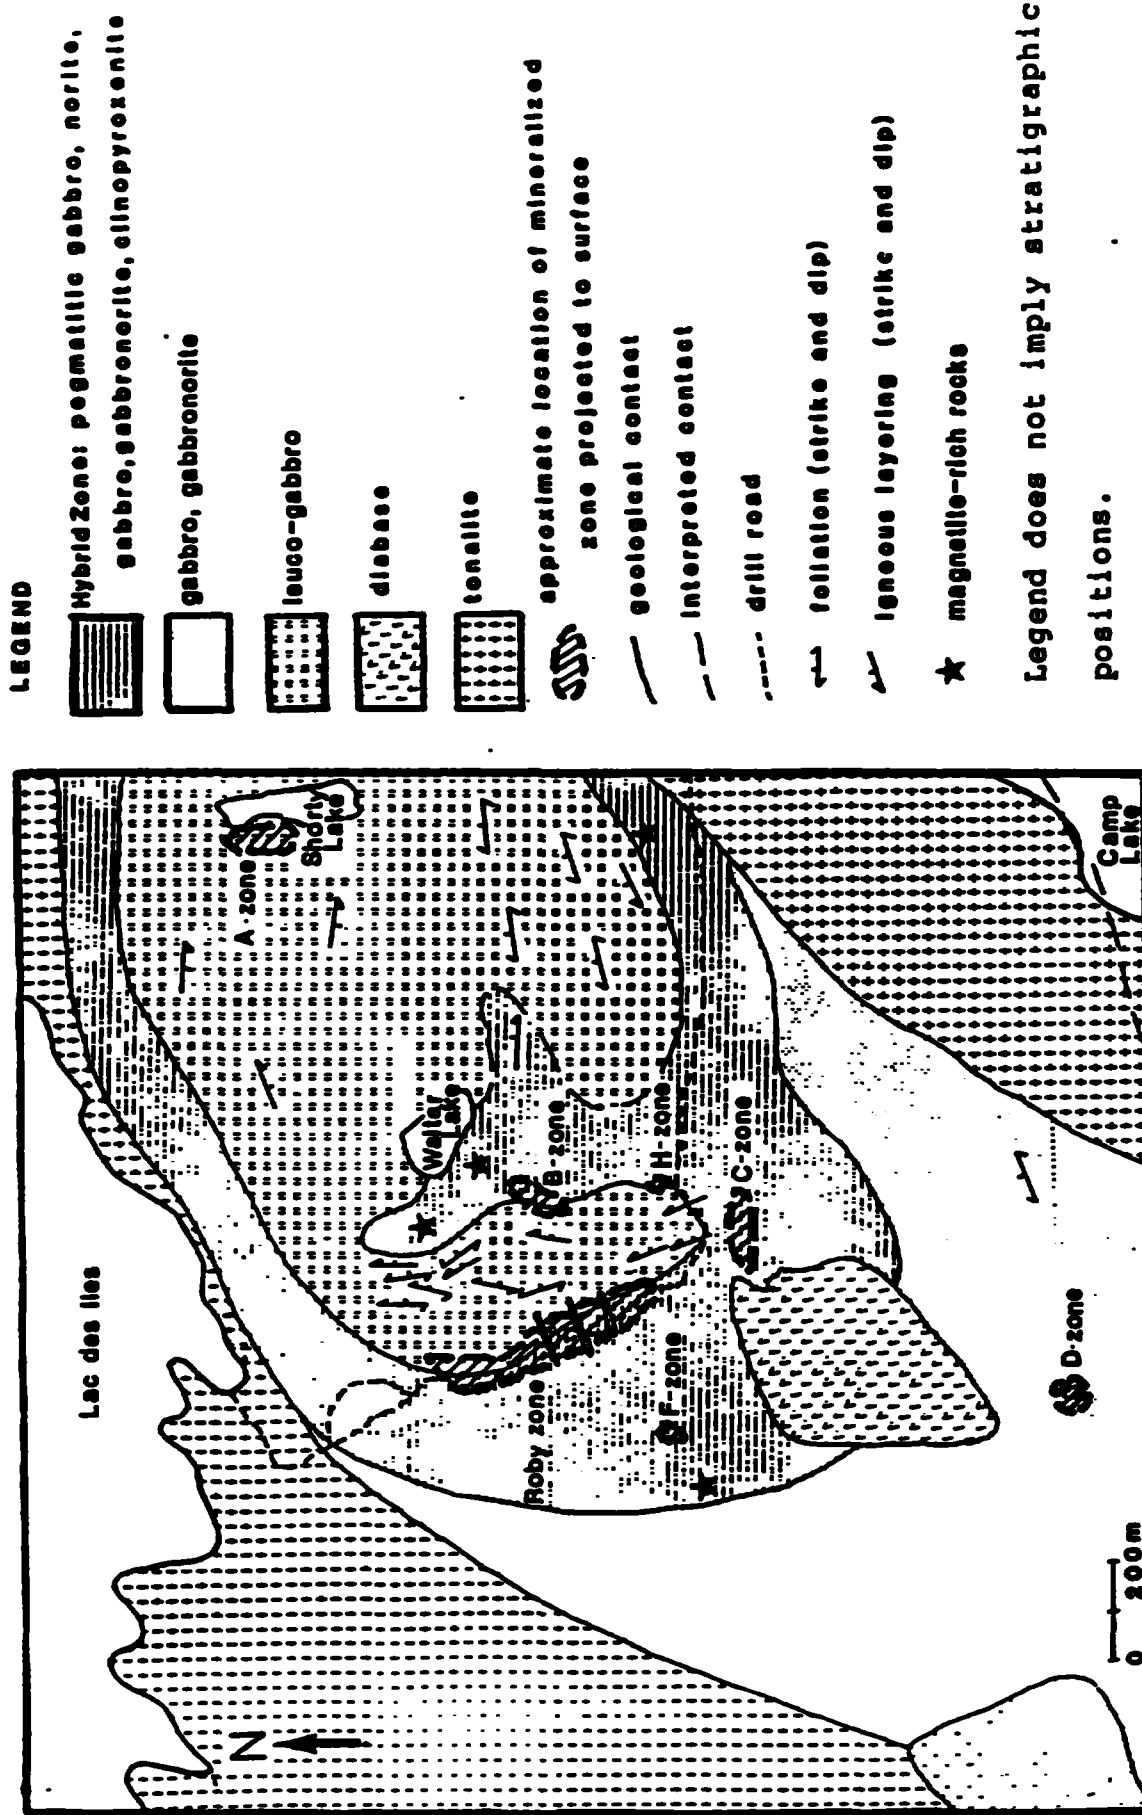 LEGEND
Hybrid Zone: pegmatitic gabbro, norite,
gabbro, gabbronorite, clinopyroxenite
gabbro, gabbronorite
leuco-gabbro
diabase
tonalite
approximate location of mineralized
zone projected to surface
geological contact
interpreted contact
drill road
foliation (strike and dip)
igneous layering (strike and dip)
magnetite-rich rocks
Legend does not imply stratigraphic
positions.
Lac des Iles
N
A-zone
Shorty
Lake
Walter
Lake
B-zone
H-zone
C-zone
Roby zone
F-zone
D-zone
Camp
Lake
0 200m